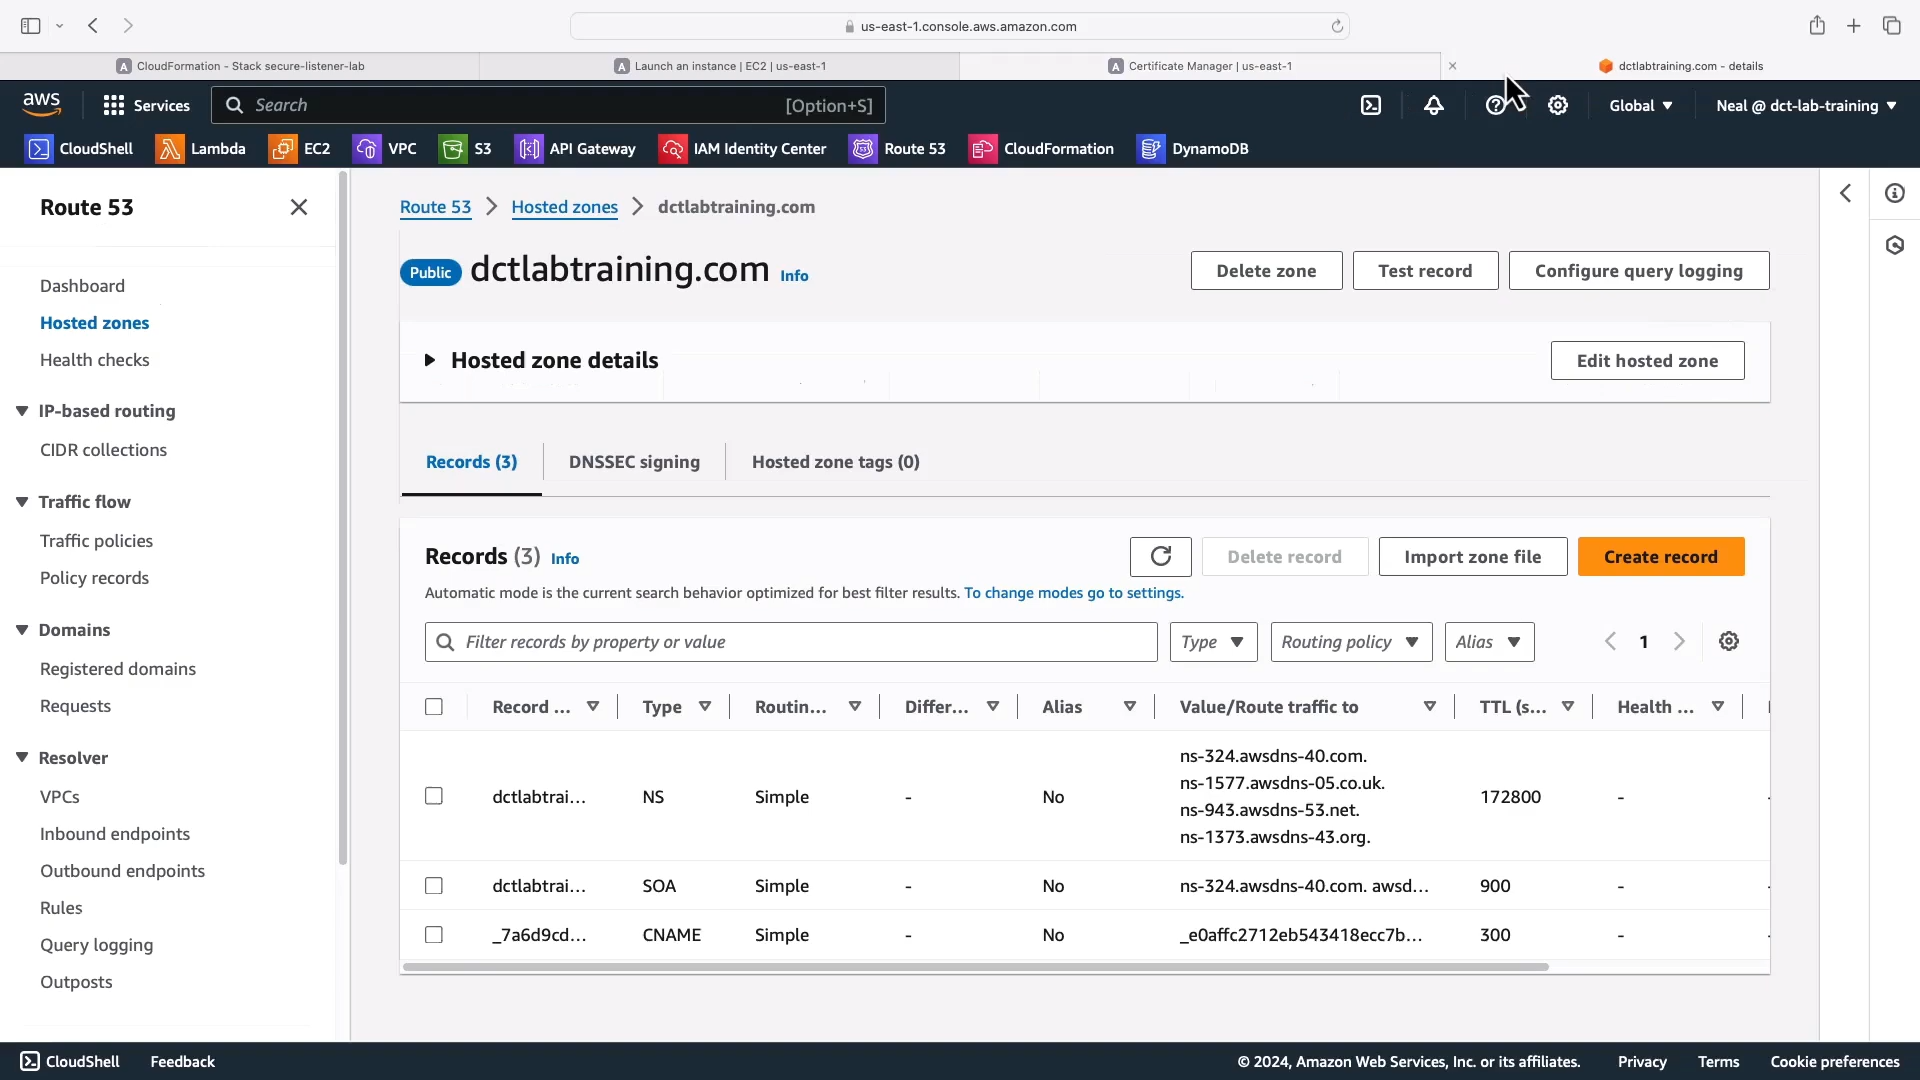 us-east-1.console.aws.amazon.com
A CloudFormation - Stack secure-listener-lab
A Launch an instance | EC2 | us-east-1
A Certificate Manager | us-east-1
dctlabtraining.com - details
aws
Services
Search
[Option+S]
Global
Neal @ dct-lab-training
CloudShell
Lambda
EC2
VPC
S3
API Gateway
IAM Identity Center
Route 53
CloudFormation
DynamoDB
Route 53
Dashboard
Hosted zones
Health checks
IP-based routing
CIDR collections
Traffic flow
Traffic policies
Policy records
Domains
Registered domains
Requests
Resolver
VPCs
Inbound endpoints
Outbound endpoints
Rules
Query logging
Outposts
Route 53 > Hosted zones > dctlabtraining.com
Public dctlabtraining.com Info
Delete zone
Test record
Configure query logging
Hosted zone details
Edit hosted zone
Records (3)
DNSSEC signing
Hosted zone tags (0)
Records (3) Info
Delete record
Import zone file
Create record
Automatic mode is the current search behavior optimized for best filter results. To change modes go to settings.
Filter records by property or value
Type
Routing policy
Alias
1
Record ... Type Routin... Differ... Alias Value/Route traffic to TTL (s... Health ...
ns-324.awsdns-40.com.
ns-1577.awsdns-05.co.uk.
dctlabtrai... NS Simple - No 172800 -
ns-943.awsdns-53.net.
ns-1373.awsdns-43.org.
dctlabtrai... SOA Simple - No ns-324.awsdns-40.com. awsd... 900 -
_7a6d9cd... CNAME Simple - No _e0affc2712eb543418ecc7b... 300 -
CloudShell
Feedback
© 2024, Amazon Web Services, Inc. or its affiliates.
Privacy
Terms
Cookie preferences